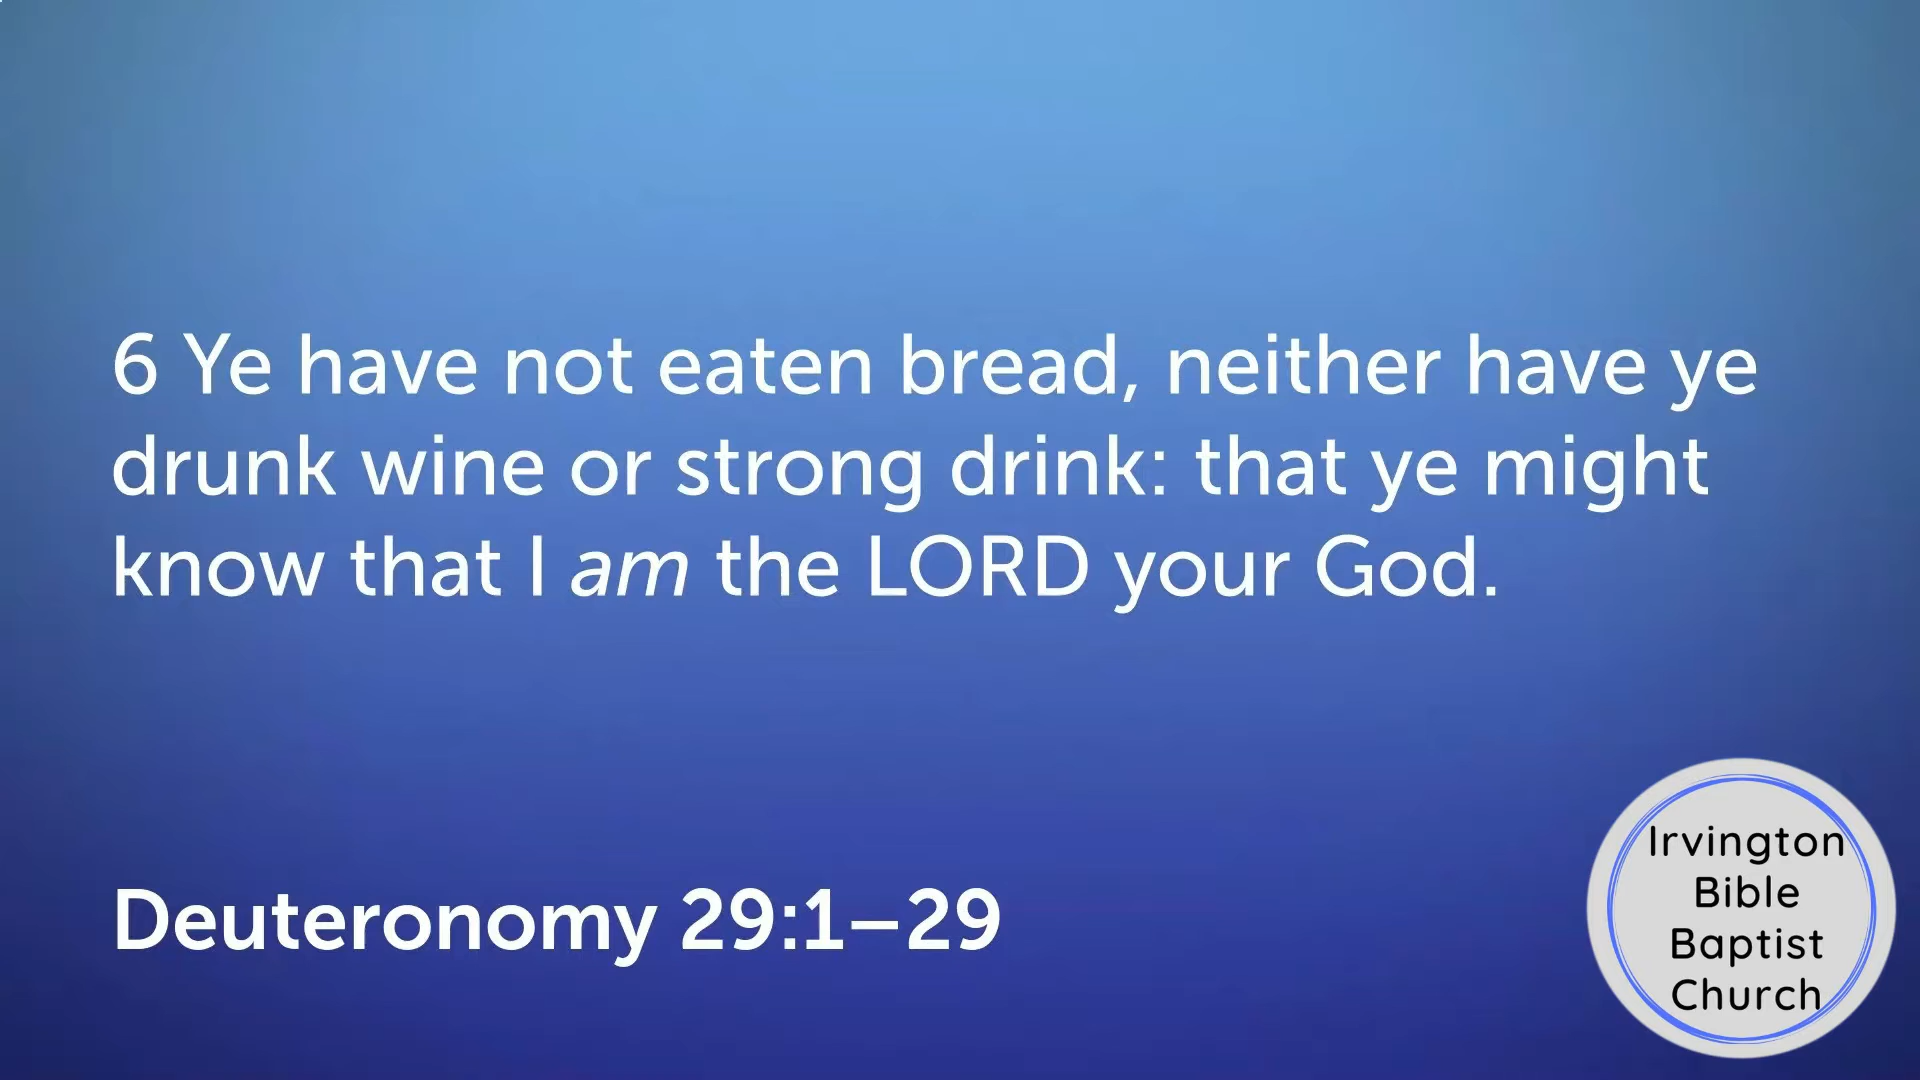 6 Ye have not eaten bread, neither have ye
drunk wine or strong drink: that ye might
know that I am the LORD your God.
Deuteronomy 29:1–29
Irvington
Bible
Baptist
Church